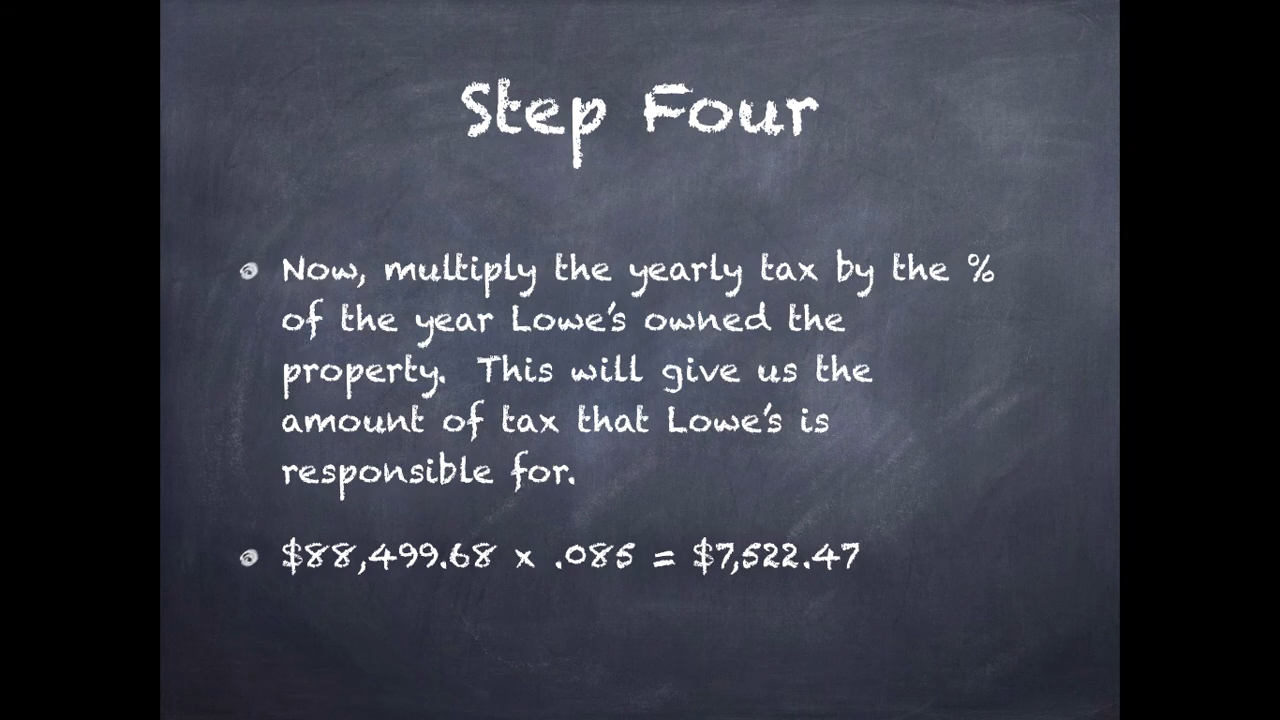 Step Four
Now, multiply the yearly tax by the %
of the year Lowe's owned the
property.  This will give us the
amount of tax that Lowe's is
responsible for.
$88,499.68 x .085 = $7,522.47